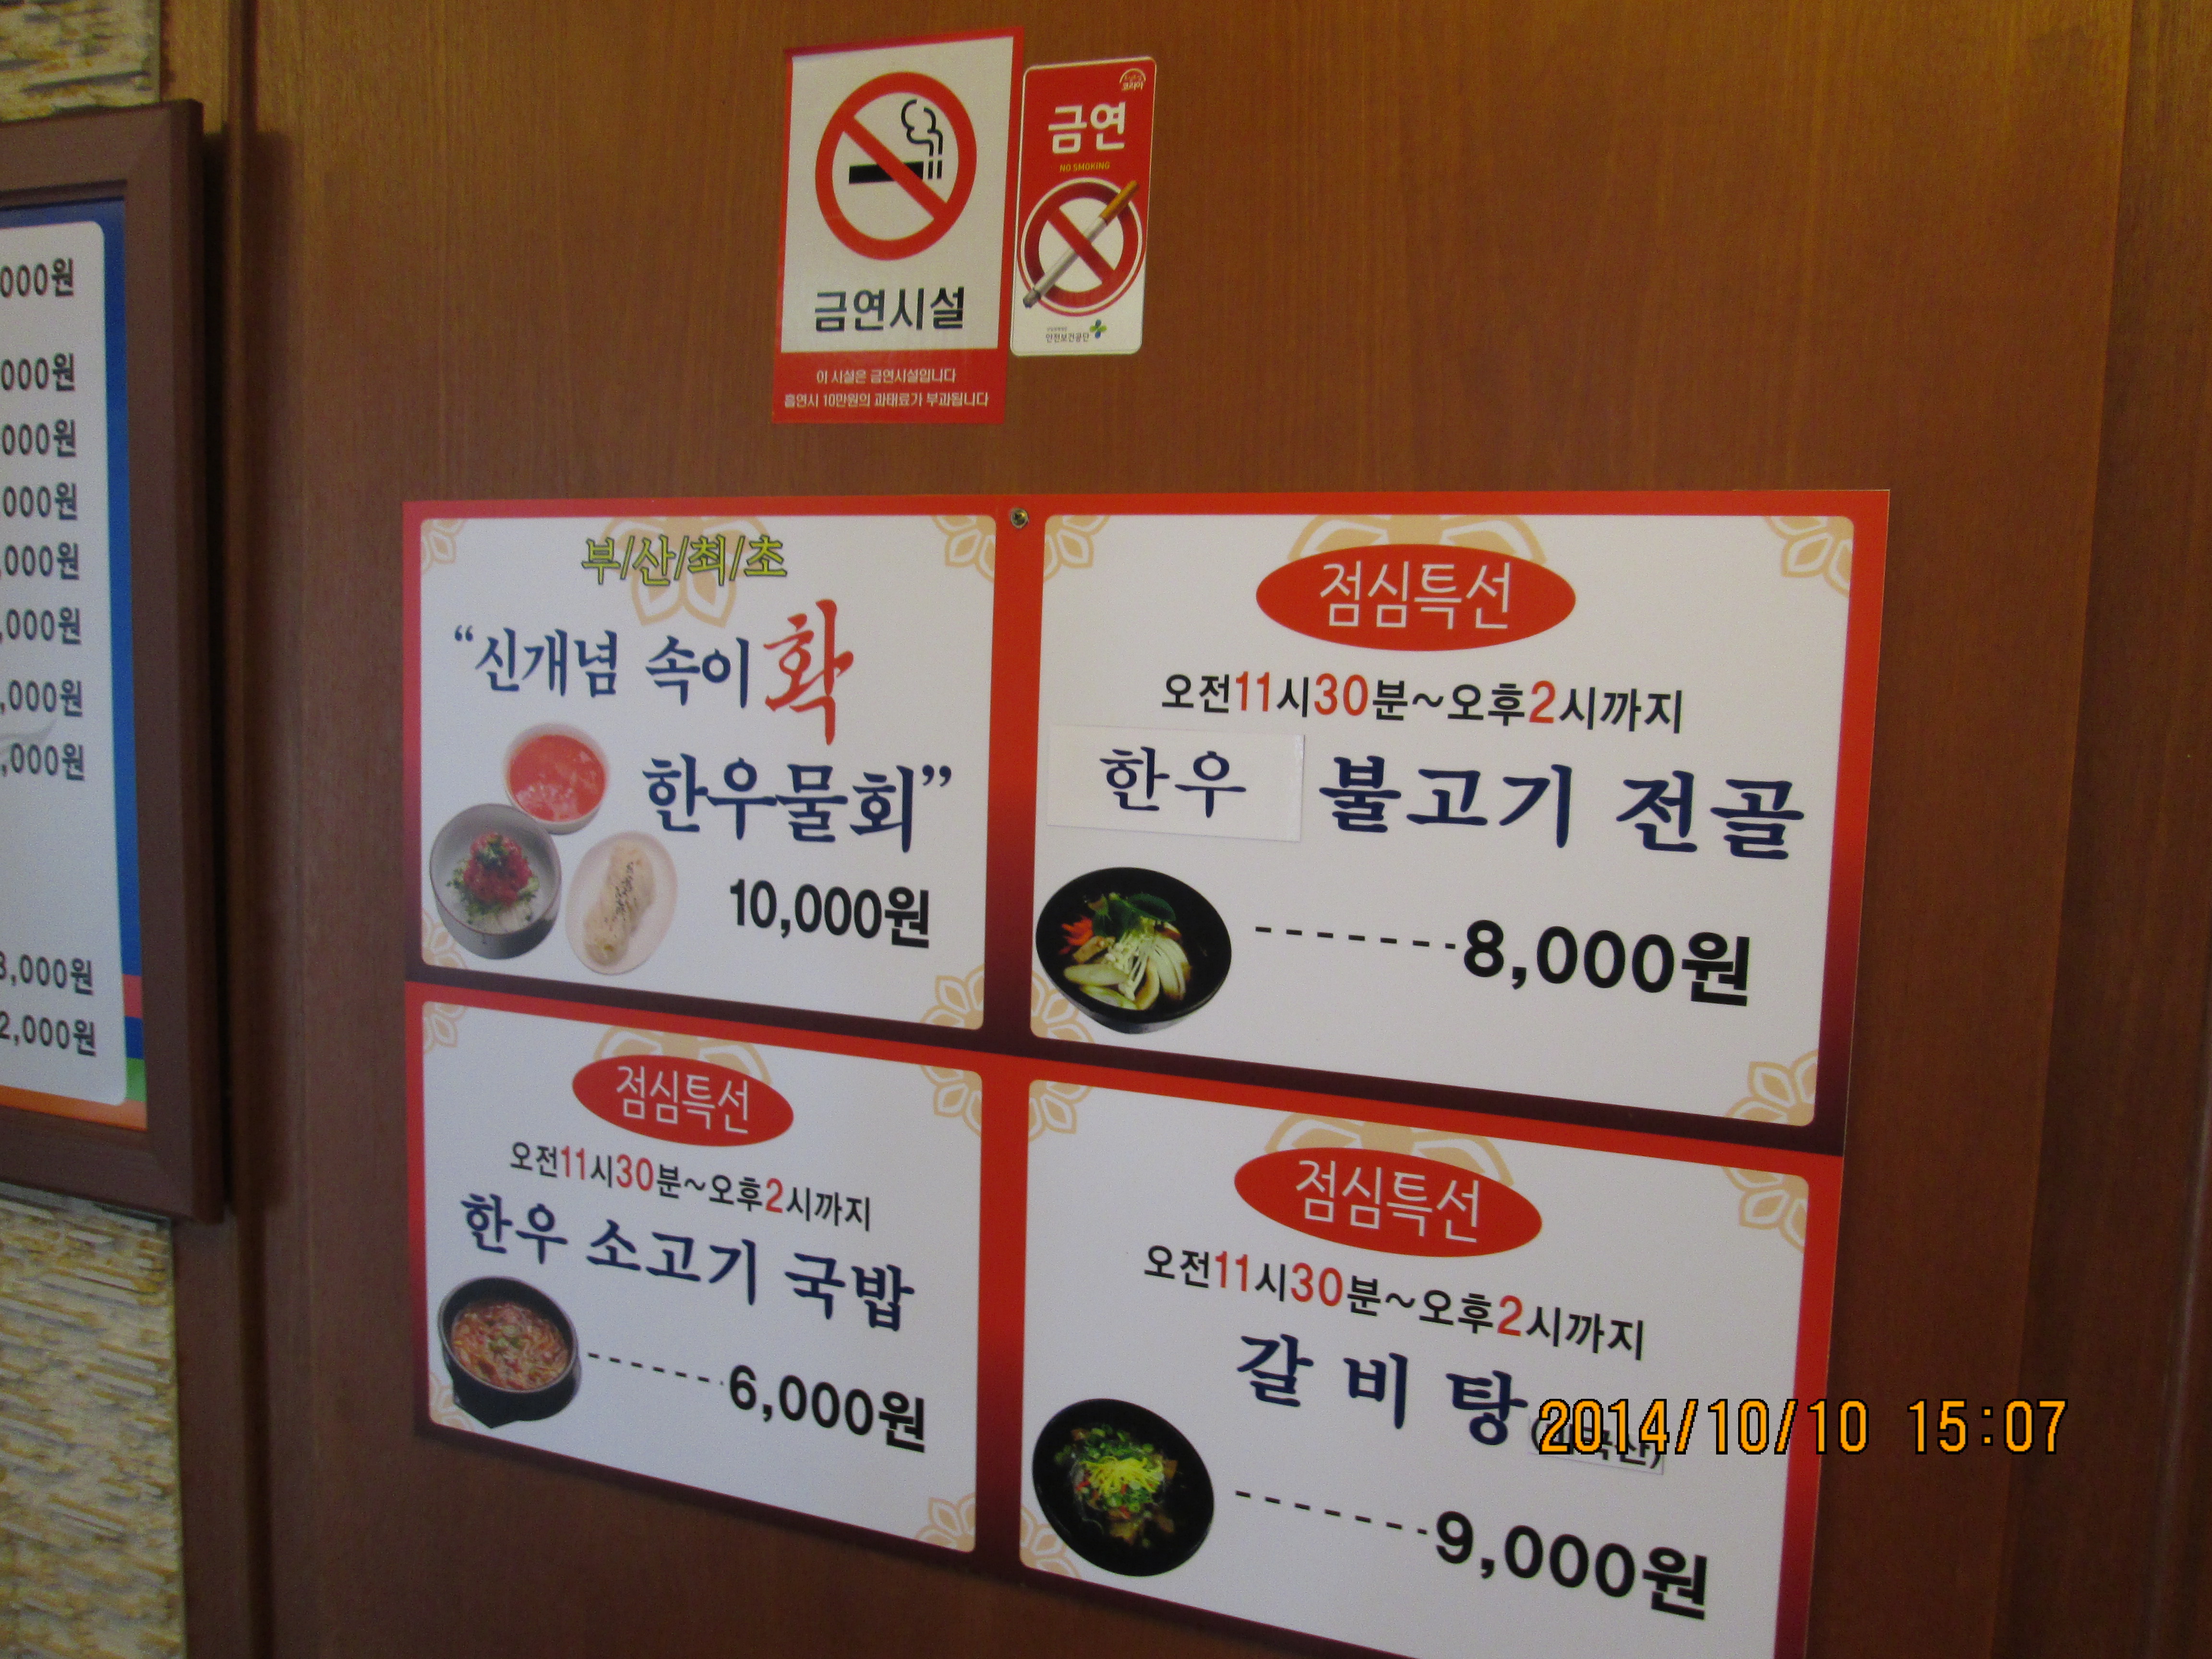 000원
000원
000원
000원
,000원
,000원
,000원
,000원
3,000원
2,000원
금연시설
이 시설은 금연시설입니다
흡연시 10만원의 과태료가 부과됩니다
코리아
금연
NO SMOKING
안전보건공단
부/산/최/초
“신개념 속이 확
한우물회”
10,000원
점심특선
오전11시30분~오후2시까지
한우 불고기 전골
-------8,000원
점심특선
오전11시30분~오후2시까지
한우 소고기 국밥
-------6,000원
점심특선
오전11시30분~오후2시까지
갈비탕
-------9,000원
2014/10/10 15:07